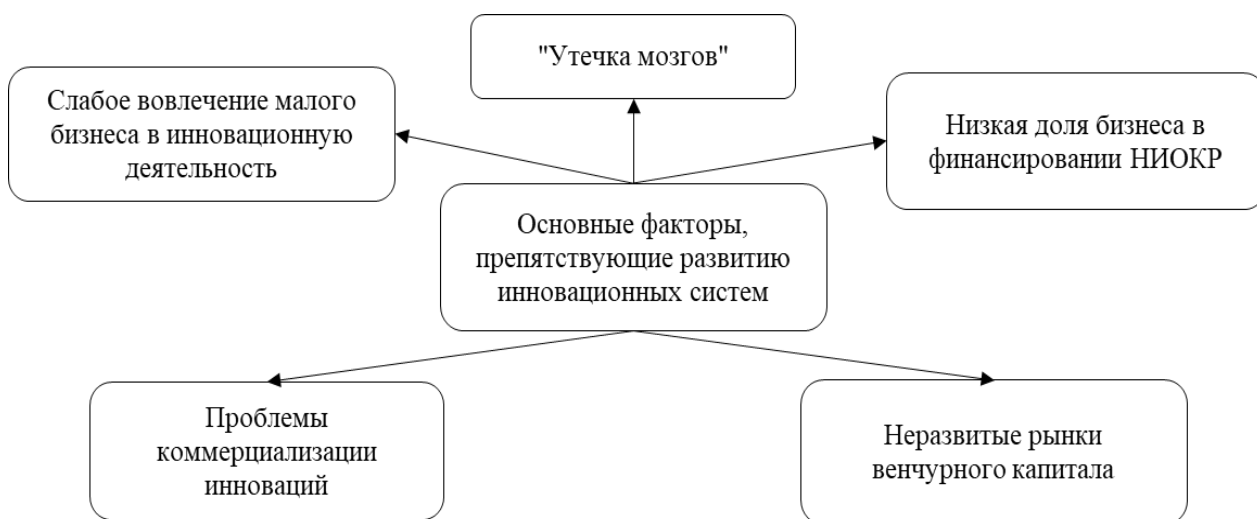 "Утечка мозгов"
Слабое вовлечение малого
бизнеса в инновационную
деятельность
Низкая доля бизнеса в
финансировании НИОКР
Основные факторы,
препятствующие развитию
инновационных систем
Проблемы
коммерциализации
инноваций
Неразвитые рынки
венчурного капитала